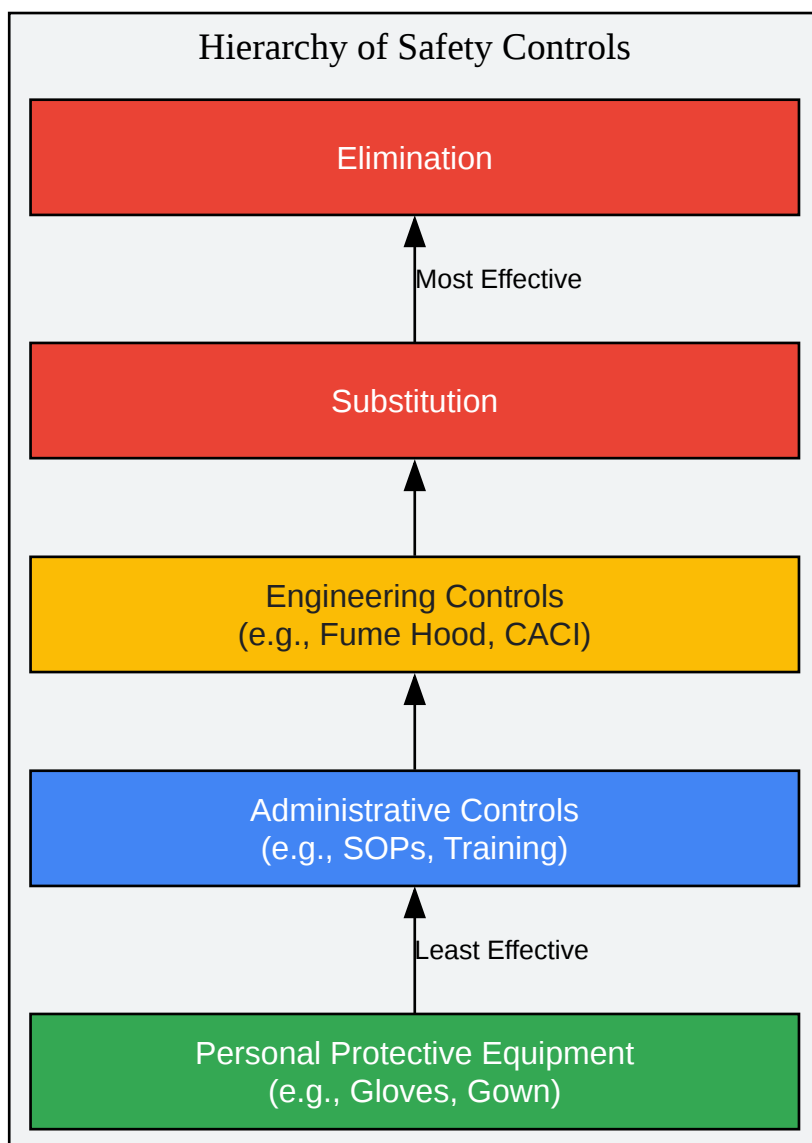 Hierarchy of Safety Controls
Elimination
Most Effective
Substitution
Engineering Controls
(e.g., Fume Hood, CACI)
Administrative Controls
(e.g., SOPs, Training)
Least Effective
Personal Protective Equipment
(e.g., Gloves, Gown)